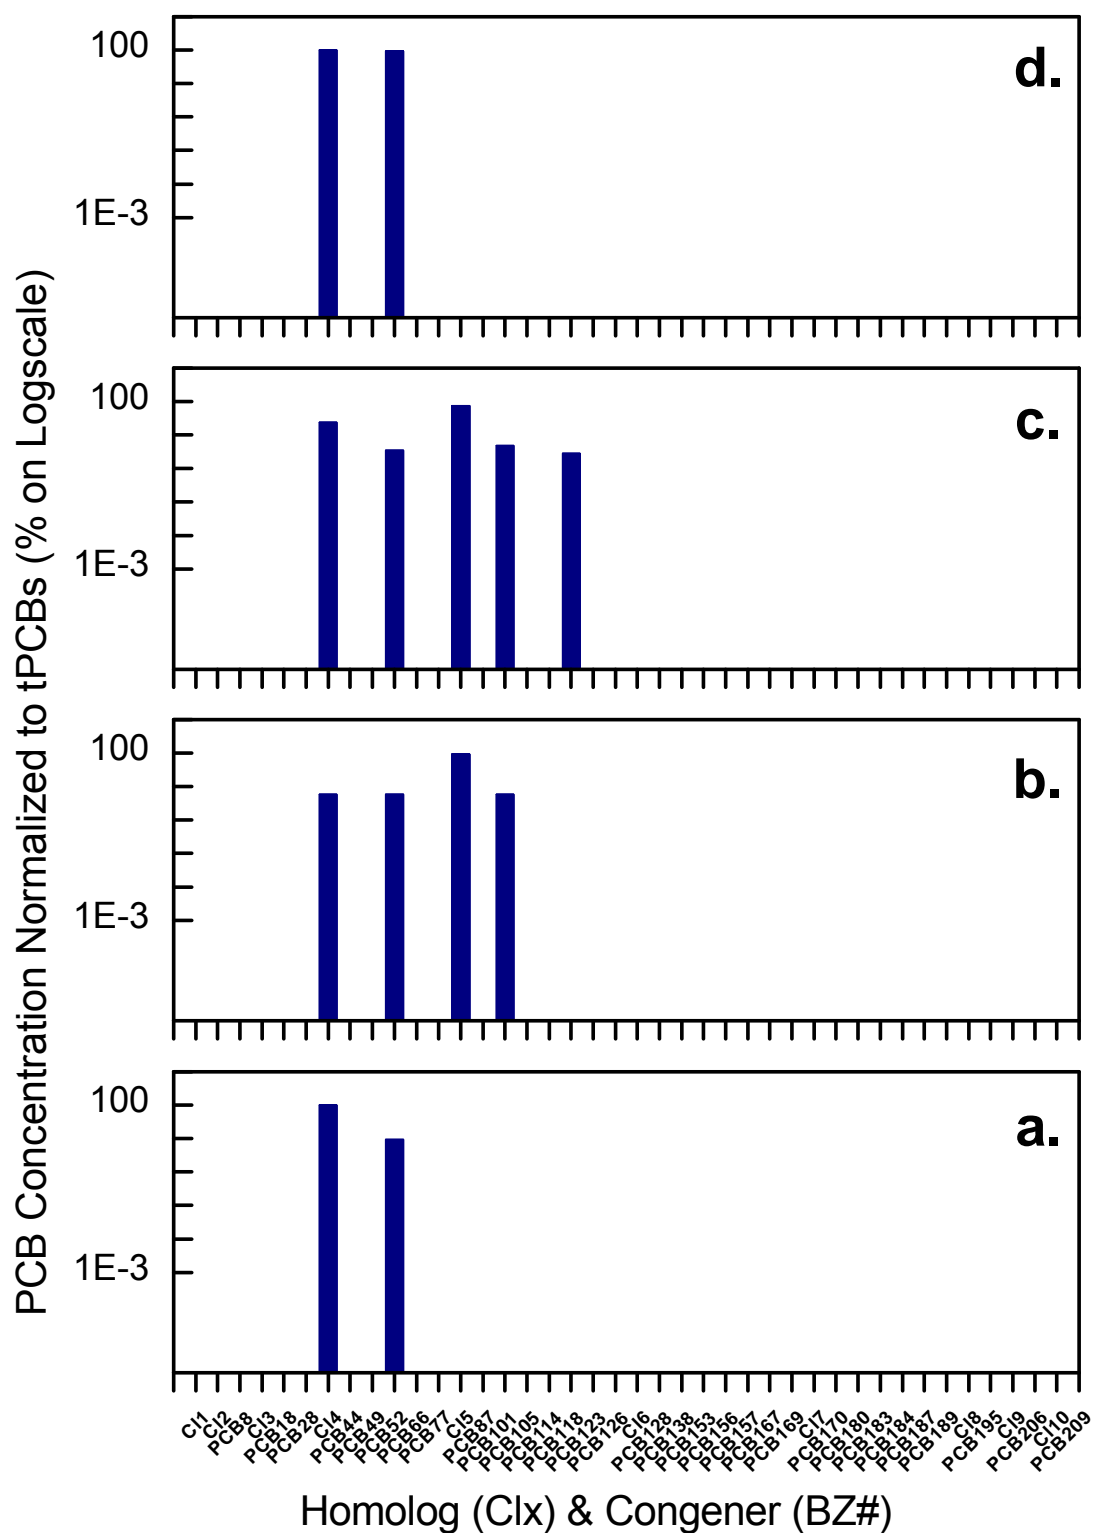 PCB Concentration Normalized to tPCBs (% on Logscale)
100
1E-3
d.
100
1E-3
c.
100
1E-3
b.
100
1E-3
a.
Cl1
Cl2
PCB8
Cl3
PCB18
PCB28
Cl4
PCB44
PCB49
PCB52
PCB66
PCB77
Cl5
PCB87
PCB101
PCB105
PCB114
PCB118
PCB123
PCB126
Cl6
PCB128
PCB138
PCB153
PCB156
PCB157
PCB167
PCB169
Cl7
PCB170
PCB180
PCB183
PCB184
PCB187
PCB189
Cl8
PCB195
Cl9
PCB206
Cl10
PCB209
Homolog (Clx) & Congener (BZ#)